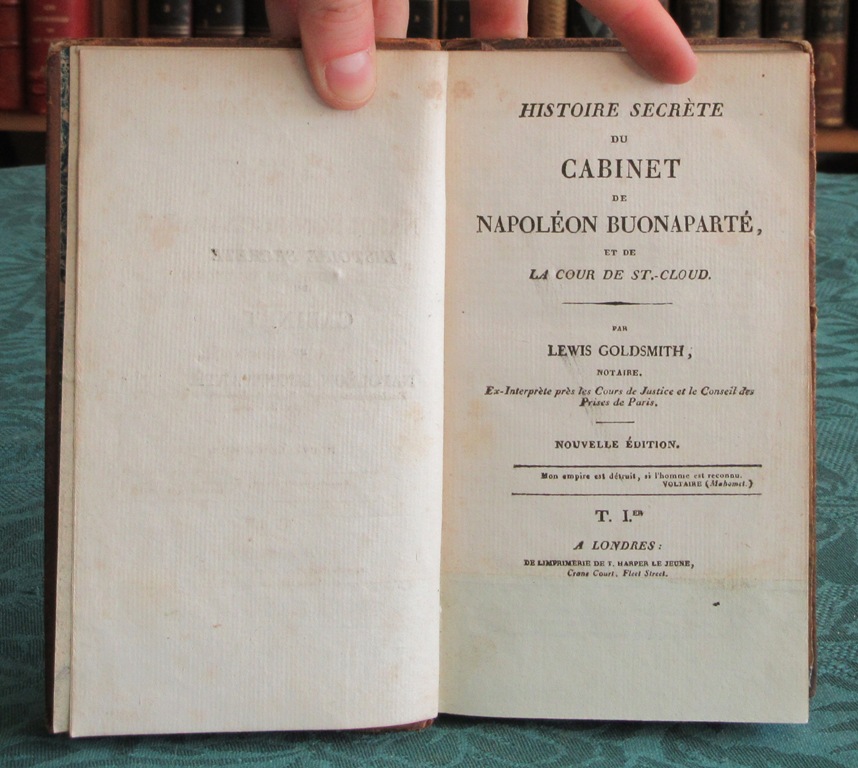 HISTOIRE SECRÈTE
DU
CABINET
DE
NAPOLÉON BUONAPARTÉ,
ET DE
LA COUR DE ST.-CLOUD.
PAR
LEWIS GOLDSMITH,
NOTAIRE.
Ex-Interprète près les Cours de Justice et le Conseil des
Prises de Paris.
NOUVELLE ÉDITION.
Mon empire est détruit, si l'homme est reconnu.
VOLTAIRE (Mahomet.)
T. I.ER
A LONDRES:
DE L'IMPRIMERIE DE T. HARPER LE JEUNE,
Crane Court, Fleet Street.